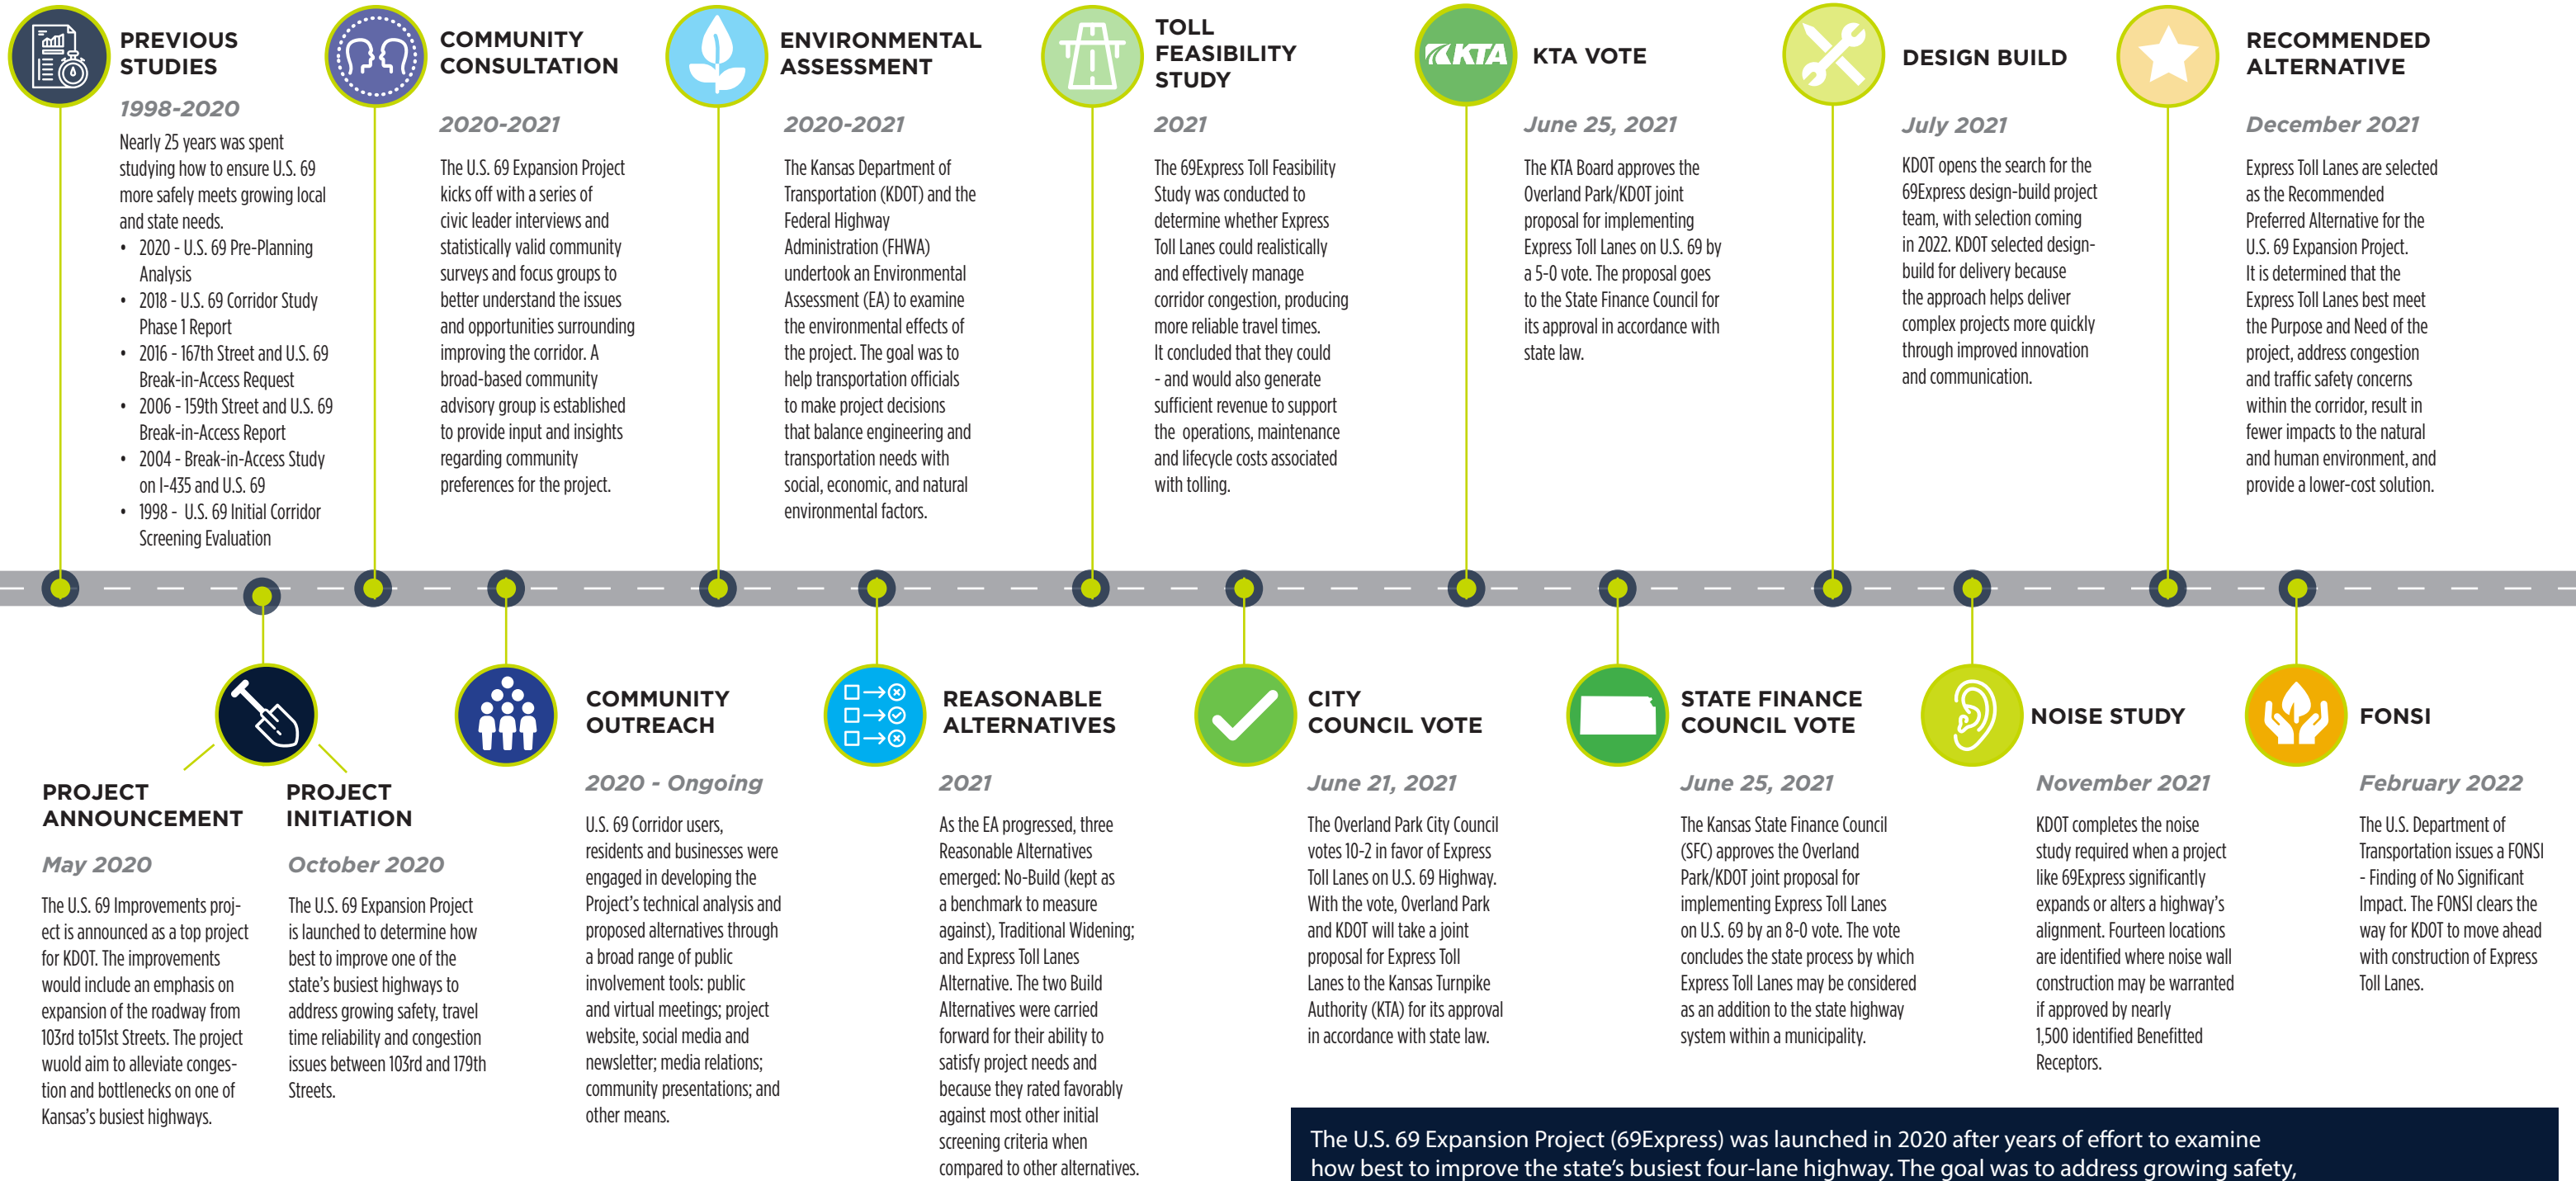 PREVIOUS
STUDIES
1998-2020
Nearly 25 years was spent
studying how to ensure U.S. 69
more safely meets growing local
and state needs.
• 2020 - U.S. 69 Pre-Planning
Analysis
• 2018 - U.S. 69 Corridor Study
Phase 1 Report
• 2016 - 167th Street and U.S. 69
Break-in-Access Request
• 2006 - 159th Street and U.S. 69
Break-in-Access Report
• 2004 - Break-in-Access Study
on I-435 and U.S. 69
• 1998 - U.S. 69 Initial Corridor
Screening Evaluation
COMMUNITY
CONSULTATION
2020-2021
The U.S. 69 Expansion Project
kicks off with a series of
civic leader interviews and
statistically valid community
surveys and focus groups to
better understand the issues
and opportunities surrounding
improving the corridor. A
broad-based community
advisory group is established
to provide input and insights
regarding community
preferences for the project.
ENVIRONMENTAL
ASSESSMENT
2020-2021
The Kansas Department of
Transportation (KDOT) and the
Federal Highway
Administration (FHWA)
undertook an Environmental
Assessment (EA) to examine
the environmental effects of
the project. The goal was to
help transportation officials
to make project decisions
that balance engineering and
transportation needs with
social, economic, and natural
environmental factors.
TOLL
FEASIBILITY
STUDY
2021
The 69Express Toll Feasibility
Study was conducted to
determine whether Express
Toll Lanes could realistically
and effectively manage
corridor congestion, producing
more reliable travel times.
It concluded that they could
- and would also generate
sufficient revenue to support
the operations, maintenance
and lifecycle costs associated
with tolling.
KTA
KTA VOTE
June 25, 2021
The KTA Board approves the
Overland Park/KDOT joint
proposal for implementing
Express Toll Lanes on U.S. 69 by
a 5-0 vote. The proposal goes
to the State Finance Council for
its approval in accordance with
state law.
DESIGN BUILD
July 2021
KDOT opens the search for the
69Express design-build project
team, with selection coming
in 2022. KDOT selected design-
build for delivery because
the approach helps deliver
complex projects more quickly
through improved innovation
and communication.
RECOMMENDED
ALTERNATIVE
December 2021
Express Toll Lanes are selected
as the Recommended
Preferred Alternative for the
U.S. 69 Expansion Project.
It is determined that the
Express Toll Lanes best meet
the Purpose and Need of the
project, address congestion
and traffic safety concerns
within the corridor, result in
fewer impacts to the natural
and human environment, and
provide a lower-cost solution.
PROJECT
ANNOUNCEMENT
May 2020
The U.S. 69 Improvements proj-
ect is announced as a top project
for KDOT. The improvements
would include an emphasis on
expansion of the roadway from
103rd to151st Streets. The project
wuold aim to alleviate conges-
tion and bottlenecks on one of
Kansas's busiest highways.
PROJECT
INITIATION
October 2020
The U.S. 69 Expansion Project
is launched to determine how
best to improve one of the
state's busiest highways to
address growing safety, travel
time reliability and congestion
issues between 103rd and 179th
Streets.
COMMUNITY
OUTREACH
2020 - Ongoing
U.S. 69 Corridor users,
residents and businesses were
engaged in developing the
Project's technical analysis and
proposed alternatives through
a broad range of public
involvement tools: public
and virtual meetings; project
website, social media and
newsletter; media relations;
community presentations; and
other means.
REASONABLE
ALTERNATIVES
2021
As the EA progressed, three
Reasonable Alternatives
emerged: No-Build (kept as
a benchmark to measure
against), Traditional Widening;
and Express Toll Lanes
Alternative. The two Build
Alternatives were carried
forward for their ability to
satisfy project needs and
because they rated favorably
against most other initial
screening criteria when
compared to other alternatives.
CITY
COUNCIL VOTE
June 21, 2021
The Overland Park City Council
votes 10-2 in favor of Express
Toll Lanes on U.S. 69 Highway.
With the vote, Overland Park
and KDOT will take a joint
proposal for Express Toll
Lanes to the Kansas Turnpike
Authority (KTA) for its approval
in accordance with state law.
STATE FINANCE
COUNCIL VOTE
June 25, 2021
The Kansas State Finance Council
(SFC) approves the Overland
Park/KDOT joint proposal for
implementing Express Toll Lanes
on U.S. 69 by an 8-0 vote. The vote
concludes the state process by which
Express Toll Lanes may be considered
as an addition to the state highway
system within a municipality.
NOISE STUDY
November 2021
KDOT completes the noise
study required when a project
like 69Express significantly
expands or alters a highway's
alignment. Fourteen locations
are identified where noise wall
construction may be warranted
if approved by nearly
1,500 identified Benefitted
Receptors.
FONSI
February 2022
The U.S. Department of
Transportation issues a FONSI
- Finding of No Significant
Impact. The FONSI clears the
way for KDOT to move ahead
with construction of Express
Toll Lanes.
The U.S. 69 Expansion Project (69Express) was launched in 2020 after years of effort to examine
how best to improve the state's busiest four-lane highway. The goal was to address growing safety,